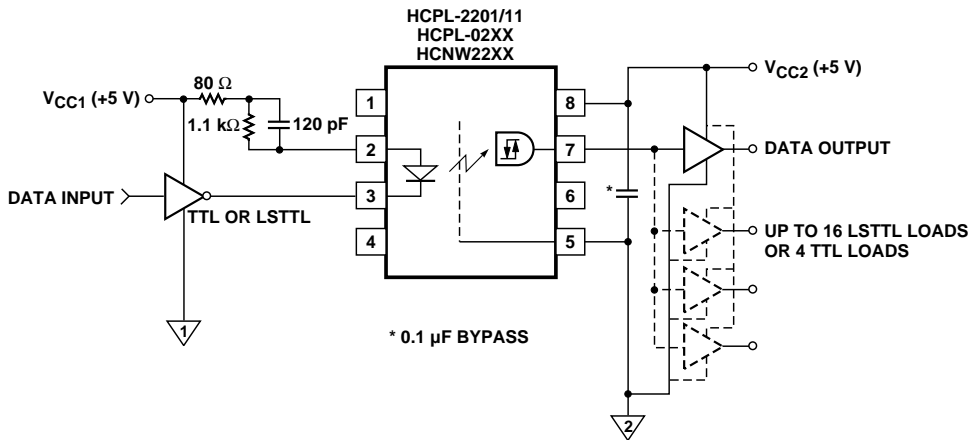 HCPL-2201/11
HCPL-02XX
HCNW22XX
VCC1 (+5 V)
80 Ω
1.1 kΩ
120 pF
DATA INPUT
TTL OR LSTTL
1
1
2
3
4
8
7
6
5
*
VCC2 (+5 V)
DATA OUTPUT
UP TO 16 LSTTL LOADS
OR 4 TTL LOADS
2
* 0.1 µF BYPASS